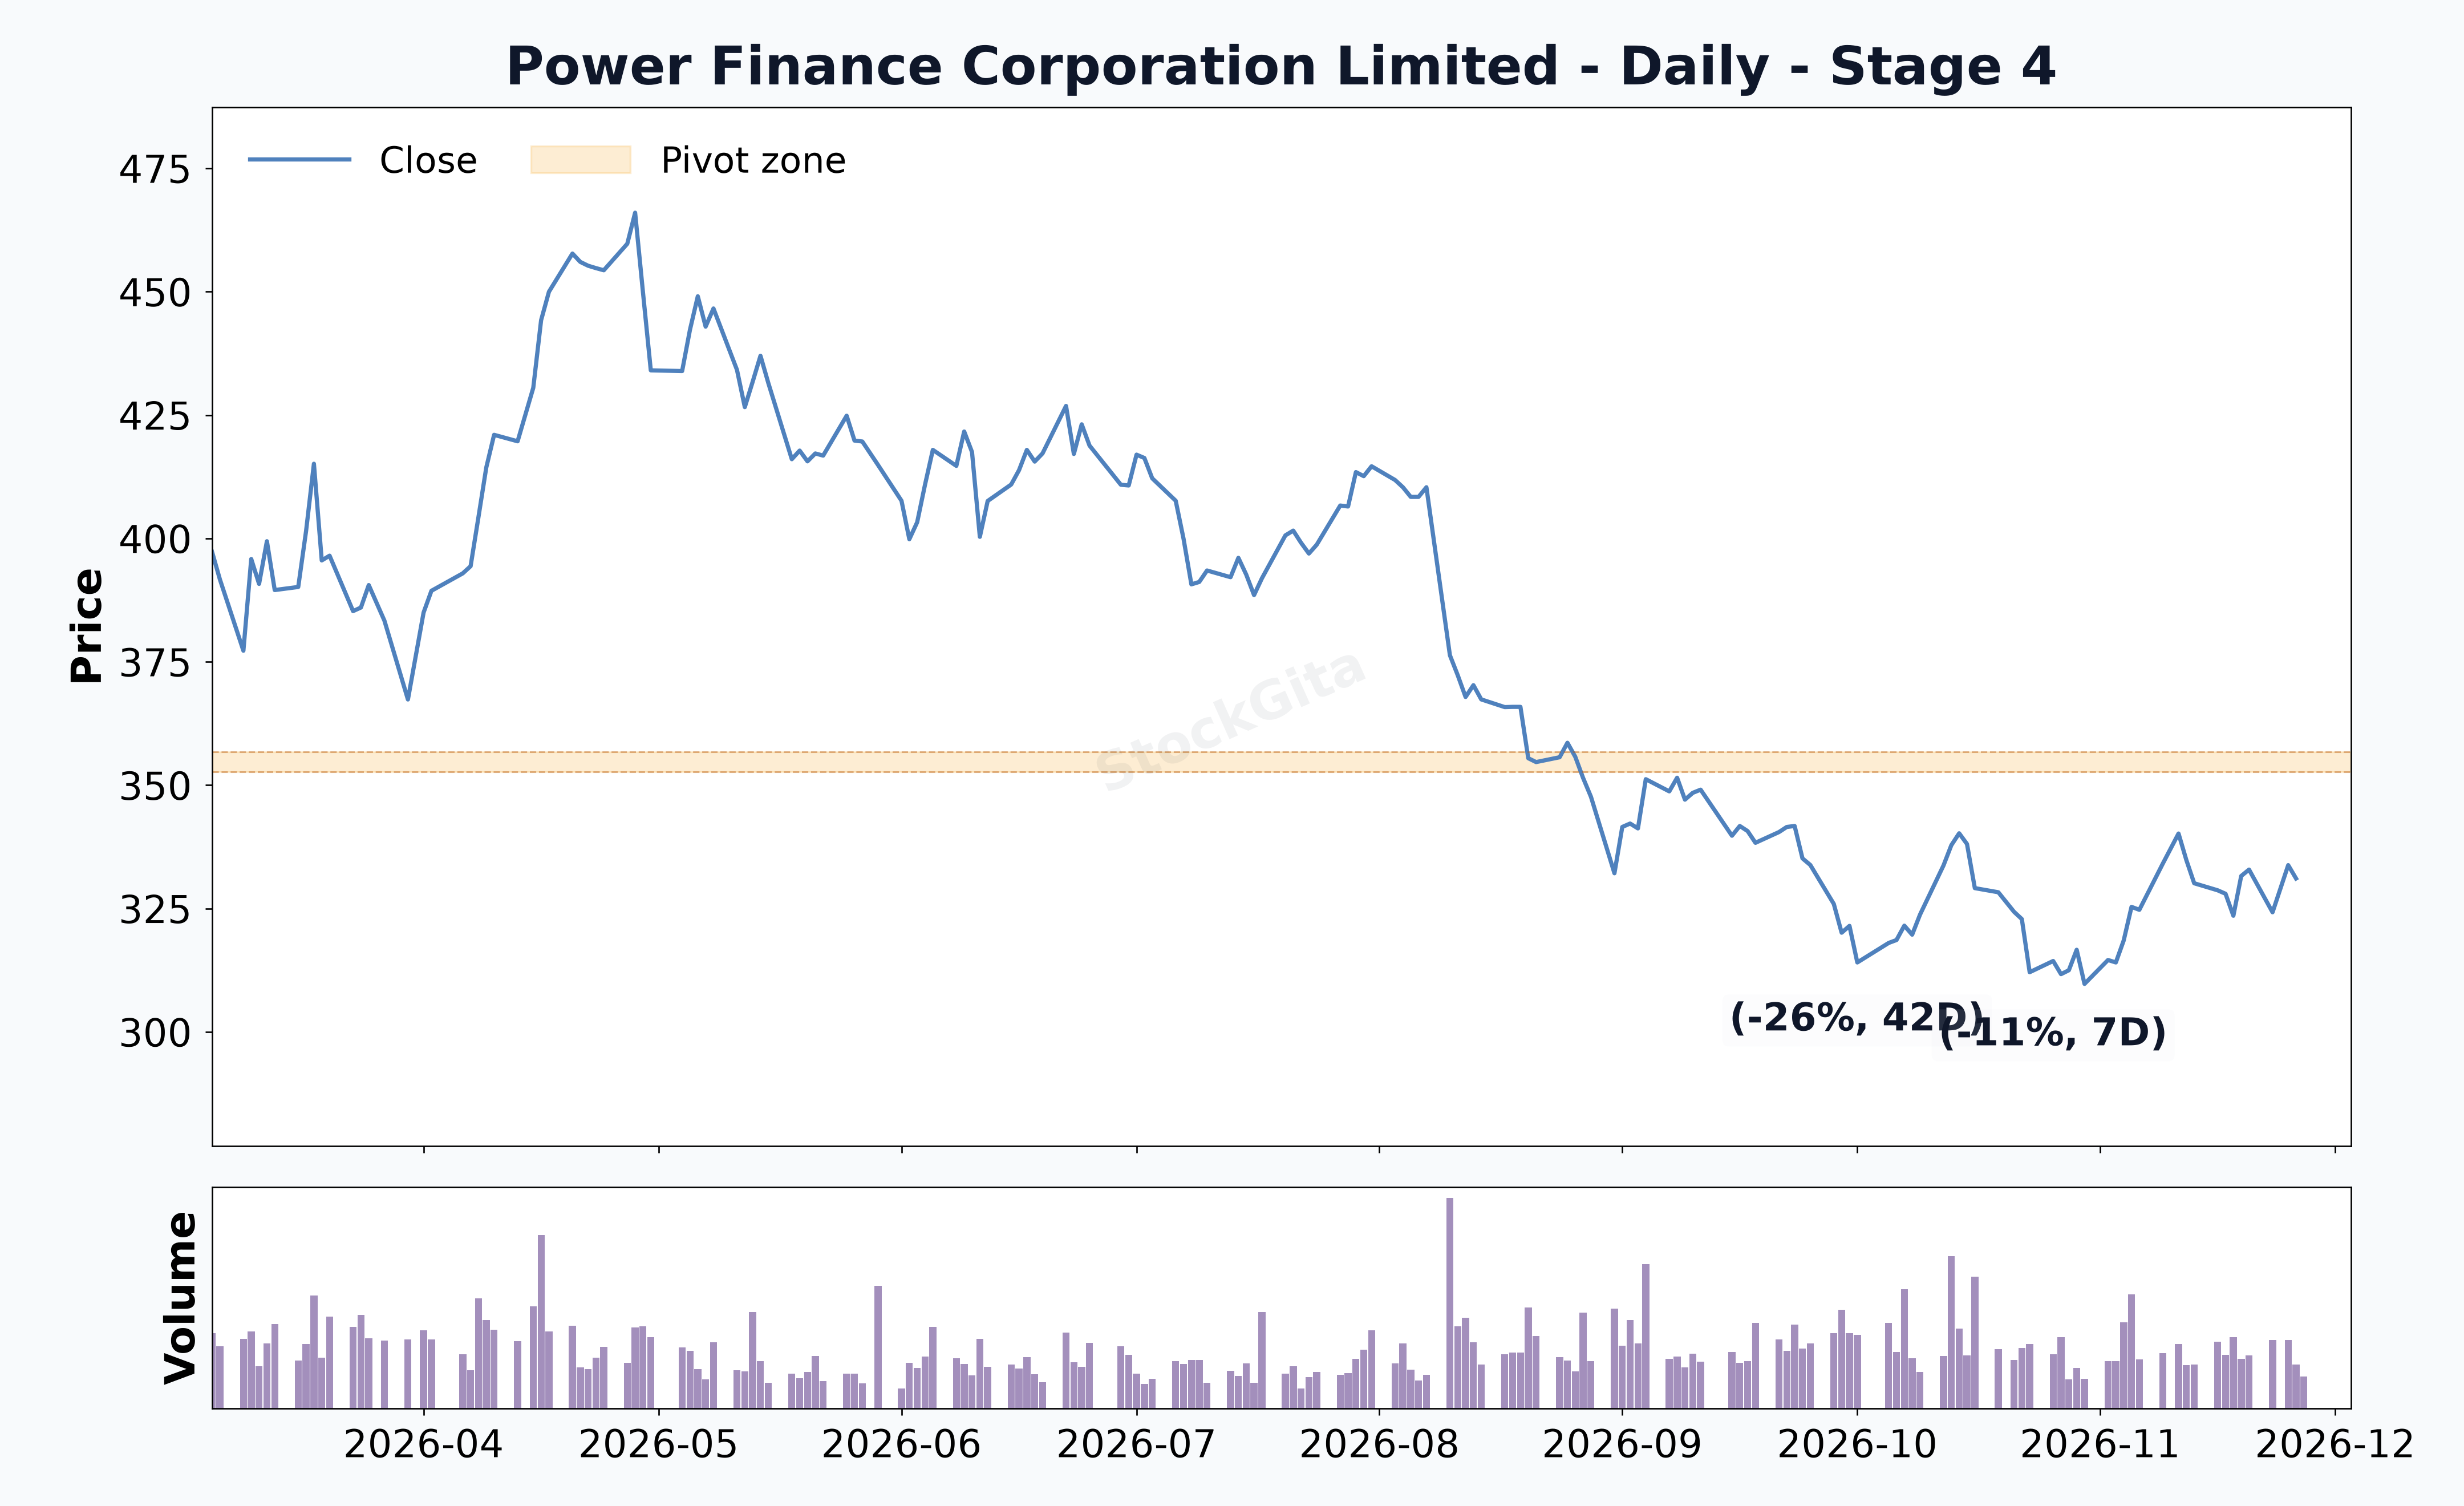 Power Finance Corporation Limited - Daily - Stage 4
Close
Pivot zone
Price
475
450
425
400
375
350
325
300
StockGita
(-26%, 42D)
(-11%, 7D)
Volume
2026-04
2026-05
2026-06
2026-07
2026-08
2026-09
2026-10
2026-11
2026-12